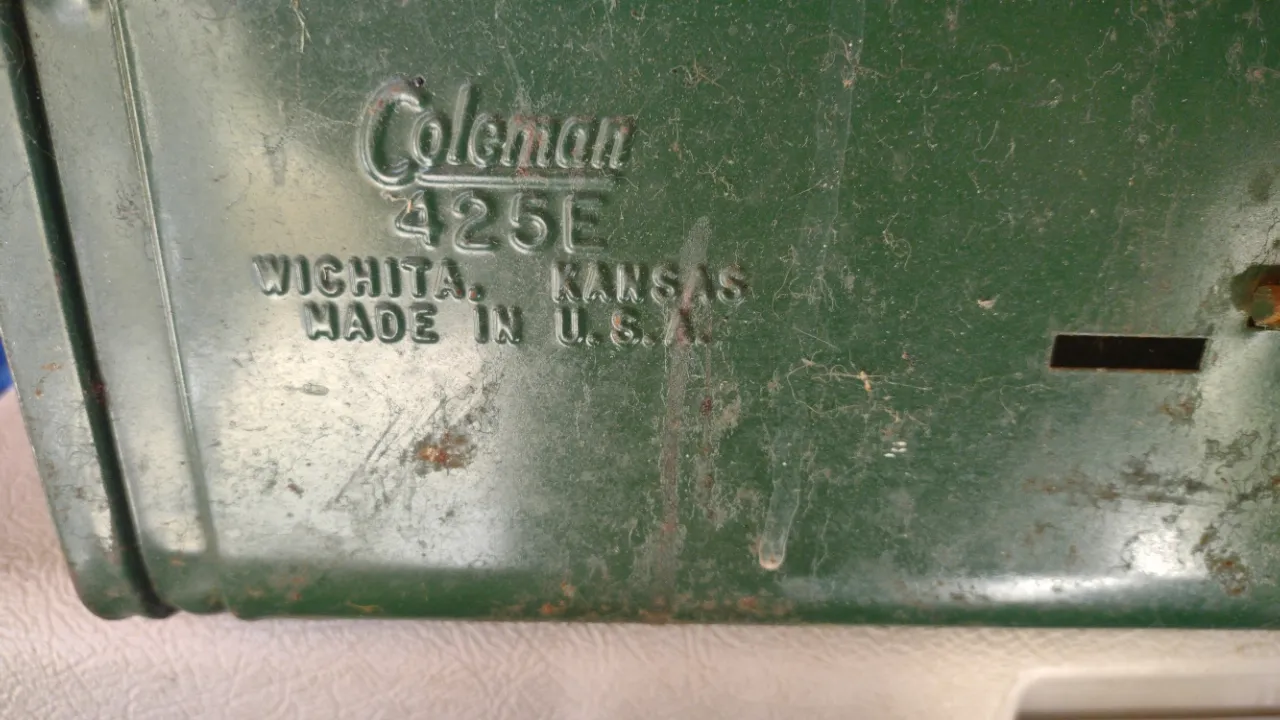 Coleman
425E
WICHITA, KANSAS
MADE IN U.S.A.